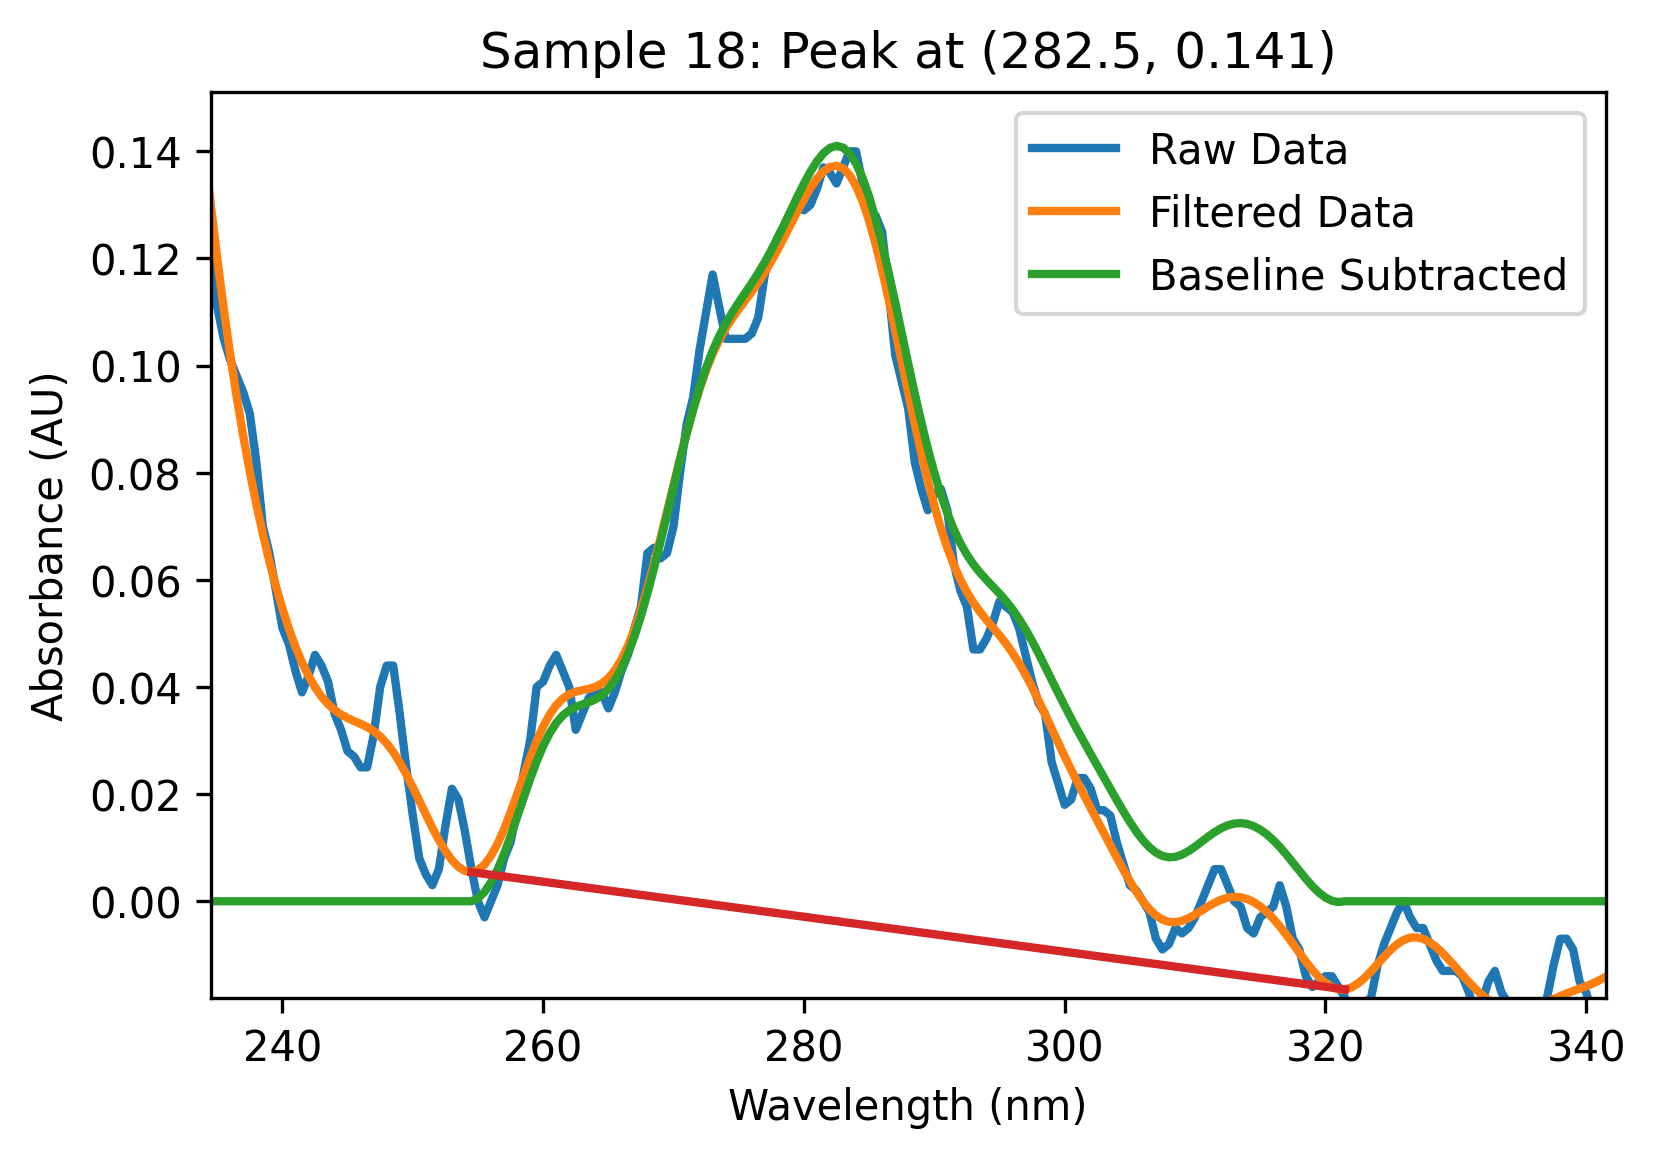 Sample 18: Peak at (282.5, 0.141)
Raw Data
Filtered Data
Baseline Subtracted
0.14
0.12
0.10
0.08
0.06
0.04
0.02
0.00
Absorbance (AU)
240 260 280 300 320 340
Wavelength (nm)